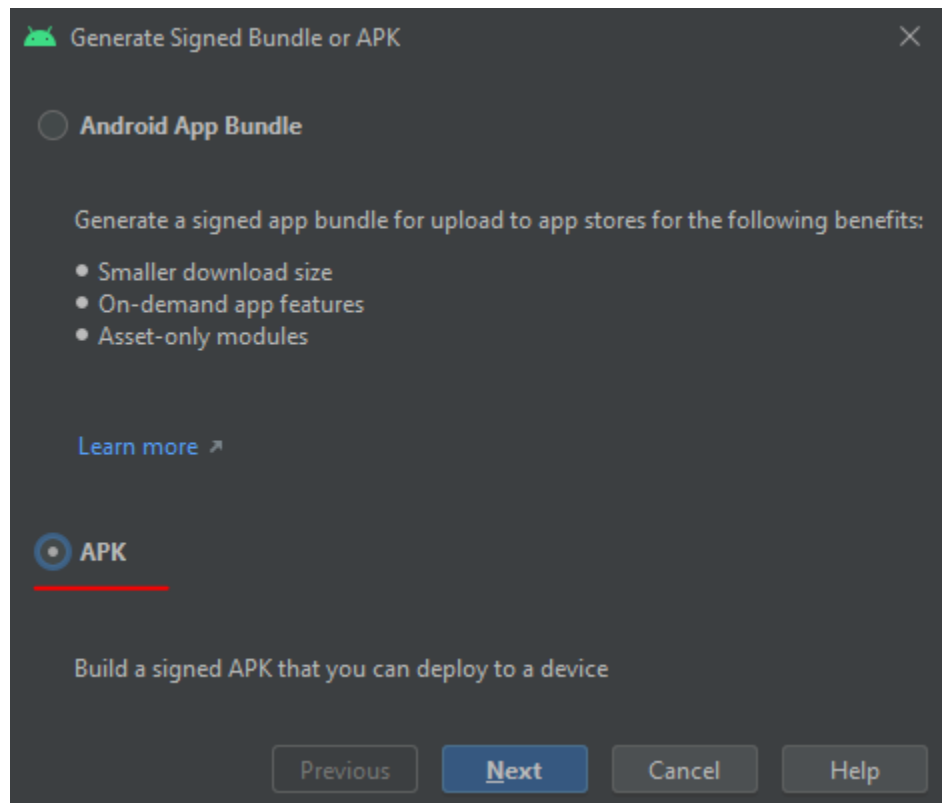 Generate Signed Bundle or APK
Android App Bundle
Generate a signed app bundle for upload to app stores for the following benefits:
• Smaller download size
• On-demand app features
• Asset-only modules
Learn more ↗
APK
Build a signed APK that you can deploy to a device
Previous Next Cancel Help